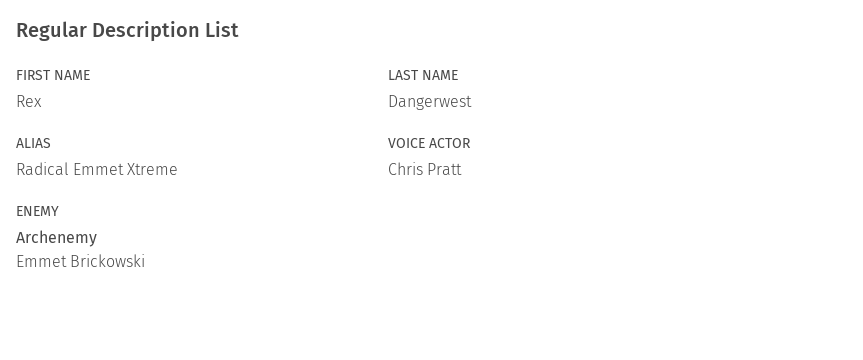 Regular Description List
FIRST NAME
Rex
LAST NAME
Dangerwest
ALIAS
Radical Emmet Xtreme
VOICE ACTOR
Chris Pratt
ENEMY
Archenemy
Emmet Brickowski